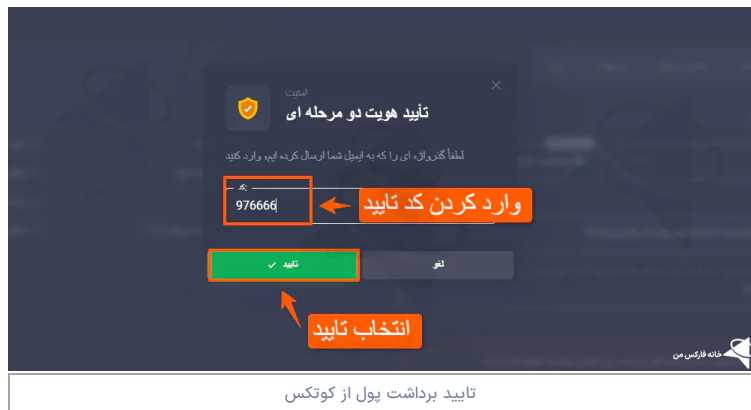 امنیت
تأیید هویت دو مرحله ای
لطفاً گذرواژه ای را که به ایمیل شما ارسال کرده ایم، وارد کنید
کد
976666
وارد کردن کد تایید
تایید
لغو
انتخاب تایید
خانه فارکس من
تایید برداشت پول از کوتکس